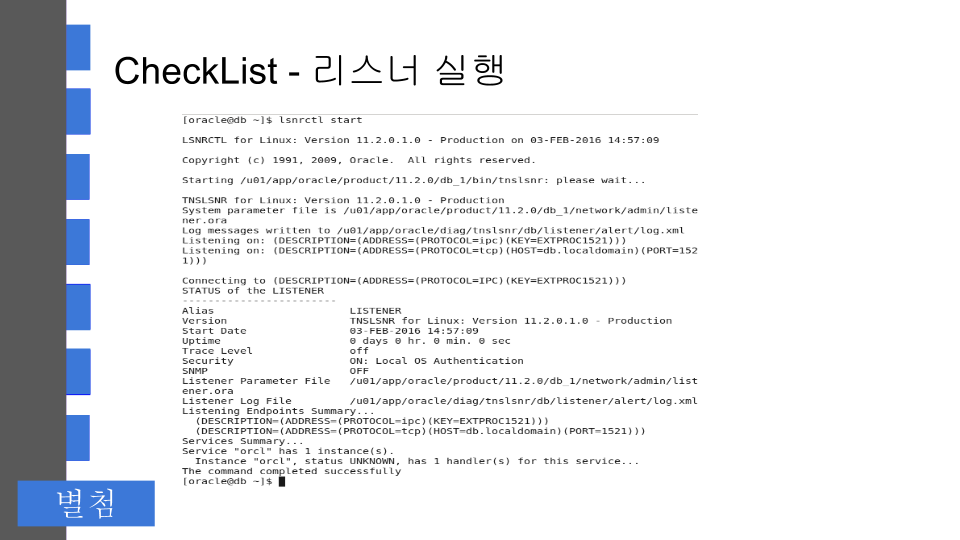 CheckList - 리스너 실행
[oracle@db ~]$ lsnrctl start
LSNRCTL for Linux: Version 11.2.0.1.0 - Production on 03-FEB-2016 14:57:09
Copyright (c) 1991, 2009, Oracle.  All rights reserved.
Starting /u01/app/oracle/product/11.2.0/db_1/bin/tnslsnr: please wait...
TNSLSNR for Linux: Version 11.2.0.1.0 - Production
System parameter file is /u01/app/oracle/product/11.2.0/db_1/network/admin/liste
ner.ora
Log messages written to /u01/app/oracle/diag/tnslsnr/db/listener/alert/log.xml
Listening on: (DESCRIPTION=(ADDRESS=(PROTOCOL=ipc)(KEY=EXTPROC1521)))
Listening on: (DESCRIPTION=(ADDRESS=(PROTOCOL=tcp)(HOST=db.localdomain)(PORT=152
1)))
Connecting to (DESCRIPTION=(ADDRESS=(PROTOCOL=IPC)(KEY=EXTPROC1521)))
STATUS of the LISTENER
------------------------
Alias                     LISTENER
Version                   TNSLSNR for Linux: Version 11.2.0.1.0 - Production
Start Date                03-FEB-2016 14:57:09
Uptime                    0 days 0 hr. 0 min. 0 sec
Trace Level               off
Security                  ON: Local OS Authentication
SNMP                      OFF
Listener Parameter File   /u01/app/oracle/product/11.2.0/db_1/network/admin/list
ener.ora
Listener Log File         /u01/app/oracle/diag/tnslsnr/db/listener/alert/log.xml
Listening Endpoints Summary...
  (DESCRIPTION=(ADDRESS=(PROTOCOL=ipc)(KEY=EXTPROC1521)))
  (DESCRIPTION=(ADDRESS=(PROTOCOL=tcp)(HOST=db.localdomain)(PORT=1521)))
Services Summary...
Service "orcl" has 1 instance(s).
  Instance "orcl", status UNKNOWN, has 1 handler(s) for this service...
The command completed successfully
[oracle@db ~]$
별첨